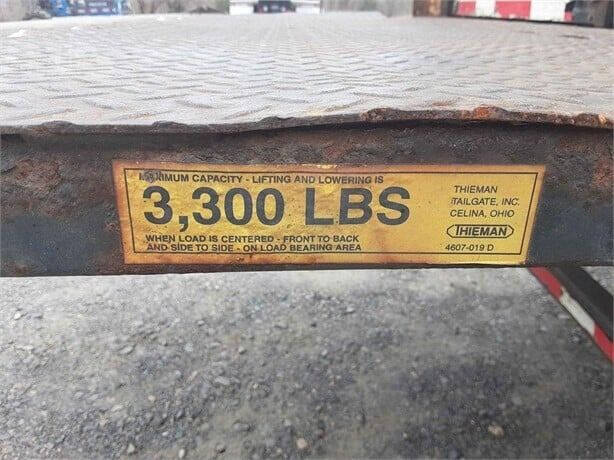 MAXIMUM CAPACITY - LIFTING AND LOWERING IS
3,300 LBS
WHEN LOAD IS CENTERED - FRONT TO BACK
AND SIDE TO SIDE - ON LOAD BEARING AREA
THIEMAN
TAILGATE, INC.
CELINA, OHIO
THIEMAN
4607-019 D